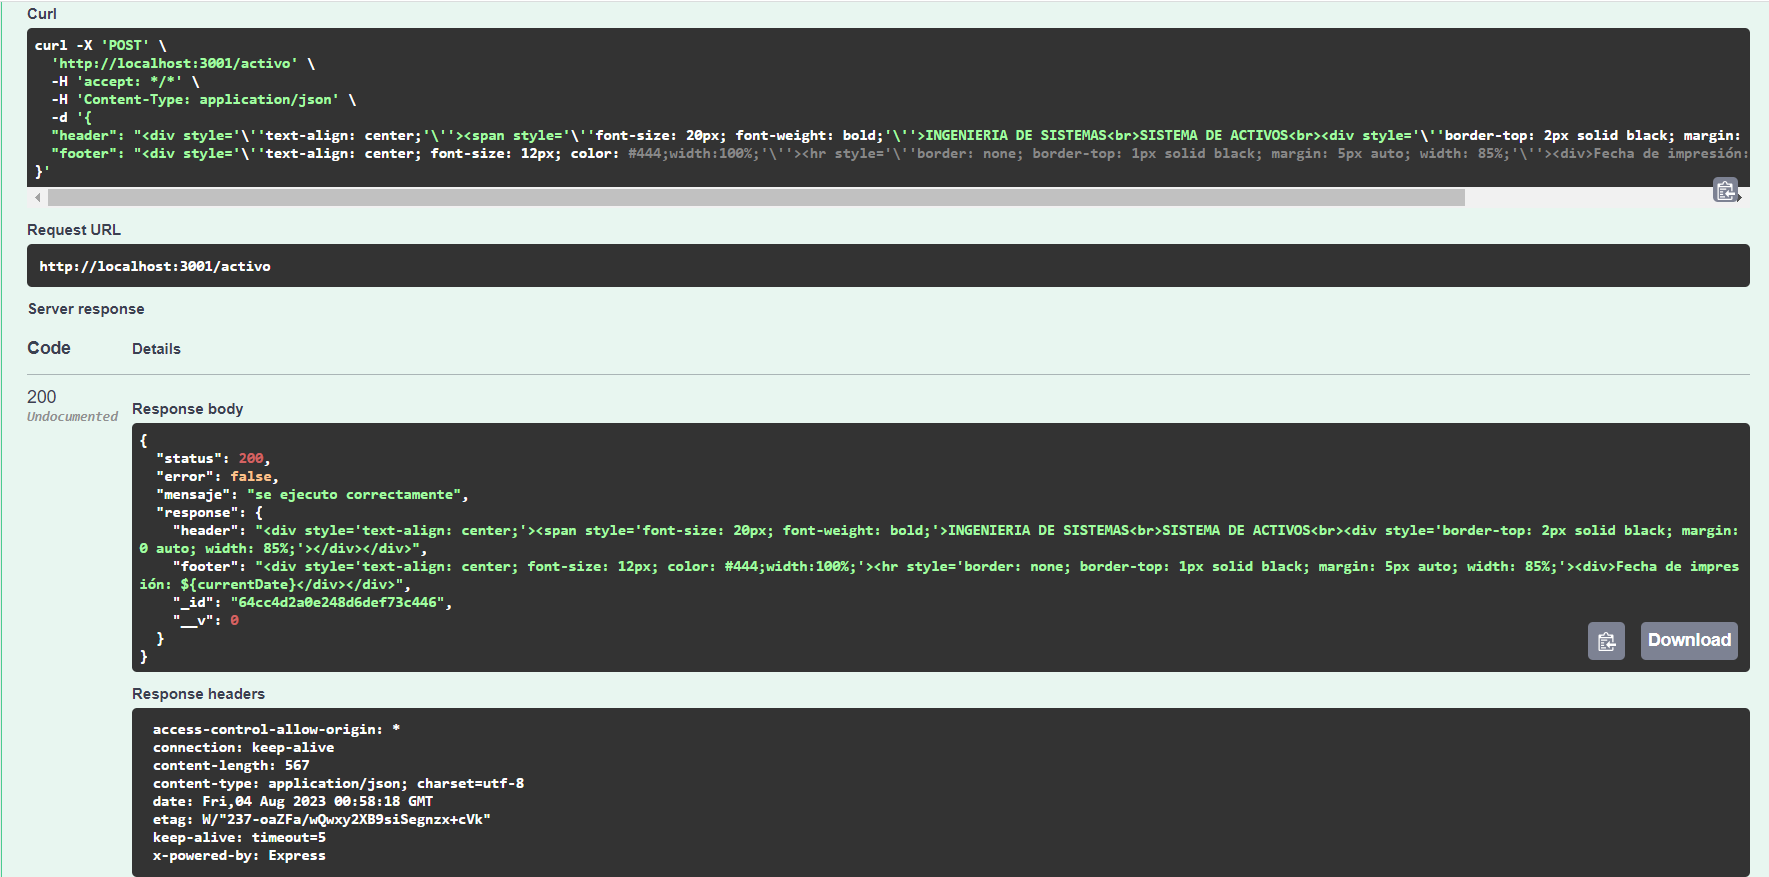 Curl
curl -X 'POST' \
  'http://localhost:3001/activo' \
  -H 'accept: */*' \
  -H 'Content-Type: application/json' \
  -d '{
  "header": "<div style='\''text-align: center;'\''><span style='\''font-size: 20px; font-weight: bold;'\''>INGENIERIA DE SISTEMAS<br>SISTEMA DE ACTIVOS<br><div style='\''border-top: 2px solid black; margin:
  "footer": "<div style='\''text-align: center; font-size: 12px; color: #444;width:100%;'\''><hr style='\''border: none; border-top: 1px solid black; margin: 5px auto; width: 85%;'\''><div>Fecha de impresión:
}'
Request URL
http://localhost:3001/activo
Server response
Code Details
200
Undocumented
Response body
{
  "status": 200,
  "error": false,
  "mensaje": "se ejecuto correctamente",
  "response": {
    "header": "<div style='text-align: center;'><span style='font-size: 20px; font-weight: bold;'>INGENIERIA DE SISTEMAS<br>SISTEMA DE ACTIVOS<br><div style='border-top: 2px solid black; margin:
0 auto; width: 85%;'></div></div>",
    "footer": "<div style='text-align: center; font-size: 12px; color: #444;width:100%;'><hr style='border: none; border-top: 1px solid black; margin: 5px auto; width: 85%;'><div>Fecha de impres
ión: ${currentDate}</div></div>",
    "_id": "64cc4d2a0e248d6def73c446",
    "__v": 0
  }
}
Download
Response headers
access-control-allow-origin: *
connection: keep-alive
content-length: 567
content-type: application/json; charset=utf-8
date: Fri,04 Aug 2023 00:58:18 GMT
etag: W/"237-oaZFa/wQwxy2XB9siSegnzx+cVk"
keep-alive: timeout=5
x-powered-by: Express